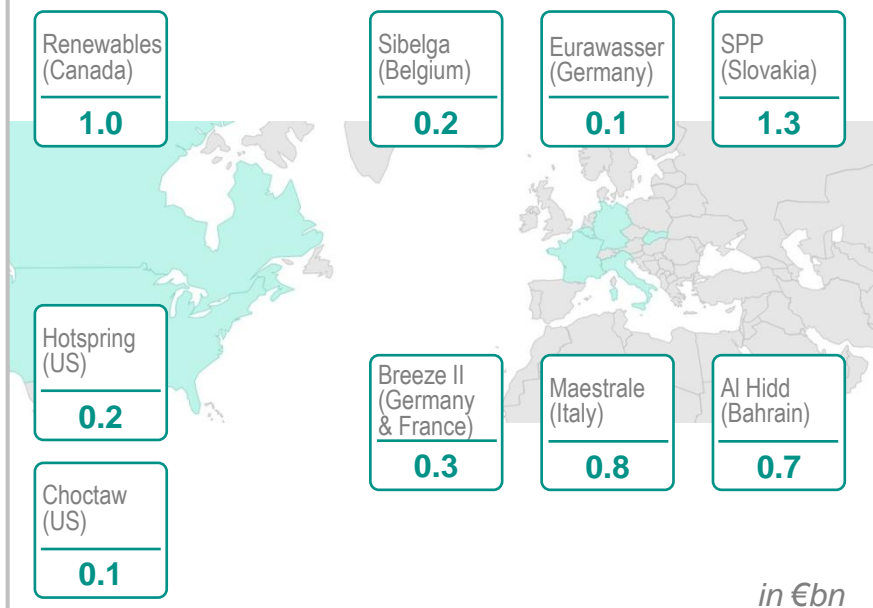 Renewables
(Canada)
1.0
Sibelga
(Belgium)
0.2
Eurawasser
(Germany)
0.1
SPP
(Slovakia)
1.3
Hotspring
(US)
0.2
Breeze II
(Germany
& France)
0.3
Maestrale
(Italy)
0.8
Al Hidd
(Bahrain)
0.7
Choctaw
(US)
0.1
in €bn